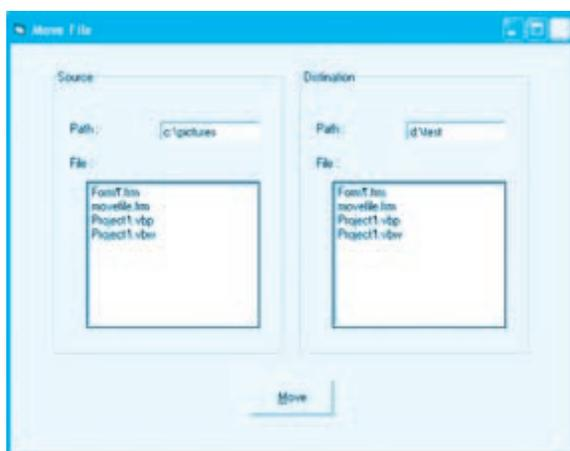 Move File
Source
Path :
c:\pictures
File :
Form1.frm
movefile.frm
Project1.vbp
Project1.vbw
Distination
Path :
d:\test
File :
Form1.frm
movefile.frm
Project1.vbp
Project1.vbw
Move